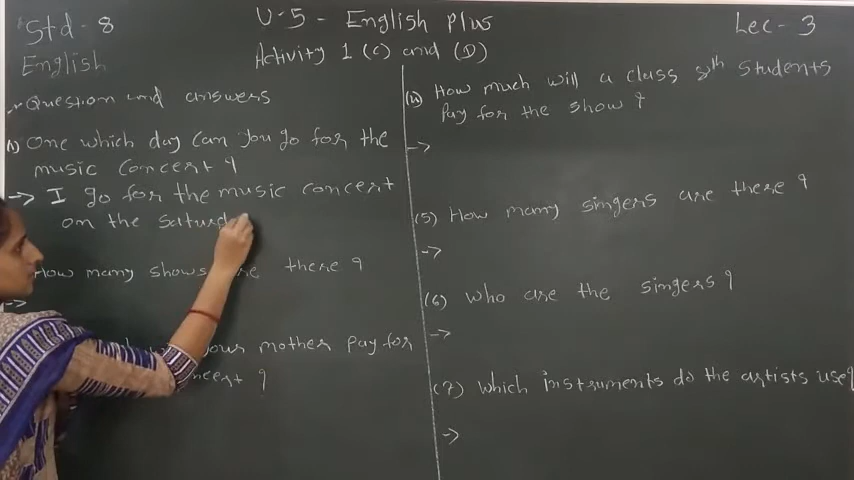 Std - 8
U-5 - English Plus
Lec - 3
English
Activity 1 (C) and (D)
Question and answers
(1) One which day can you go for the
music concert ?
-> I go for the music concert
on the Saturd
How many shows are there ?
->
your mother pay for
?
(4) How much will a class 8th students
Pay for the show ?
->
(5) How many singers are there ?
->
(6) Who are the singers ?
->
(7) Which instruments do the artists use?
->